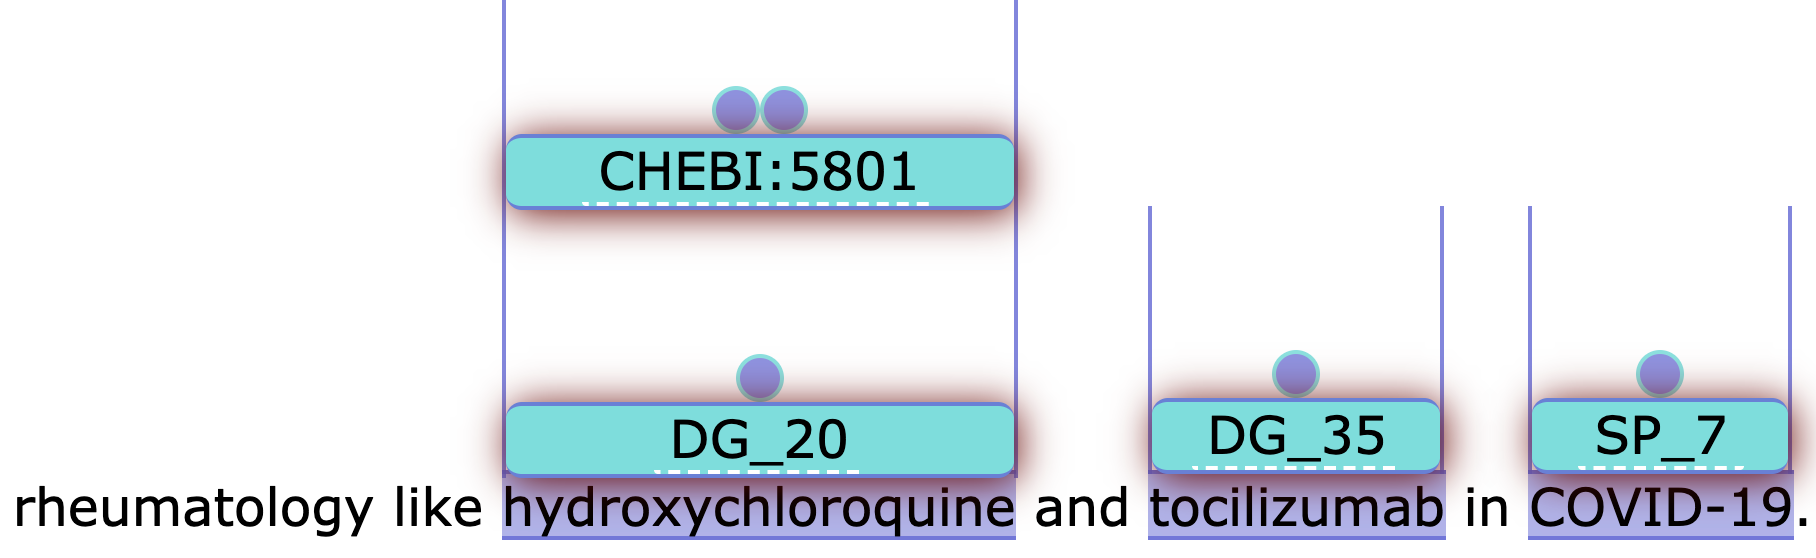 CHEBI:5801
DG_20 DG_35 SP_7
rheumatology like hydroxychloroquine and tocilizumab in COVID-19.